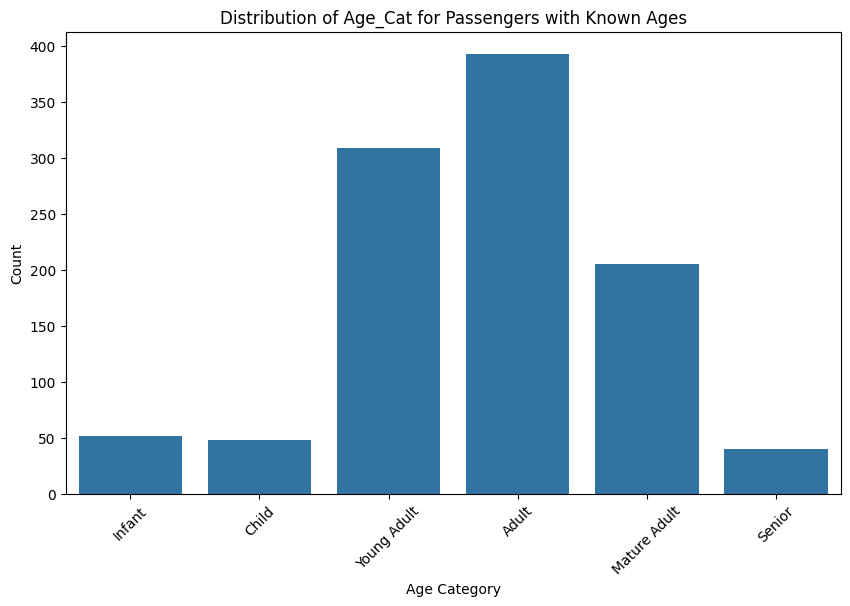 Distribution of Age_Cat for Passengers with Known Ages
400
350
300
250
200
150
100
50
0
Count
Infant
Child
Young Adult
Adult
Mature Adult
Senior
Age Category